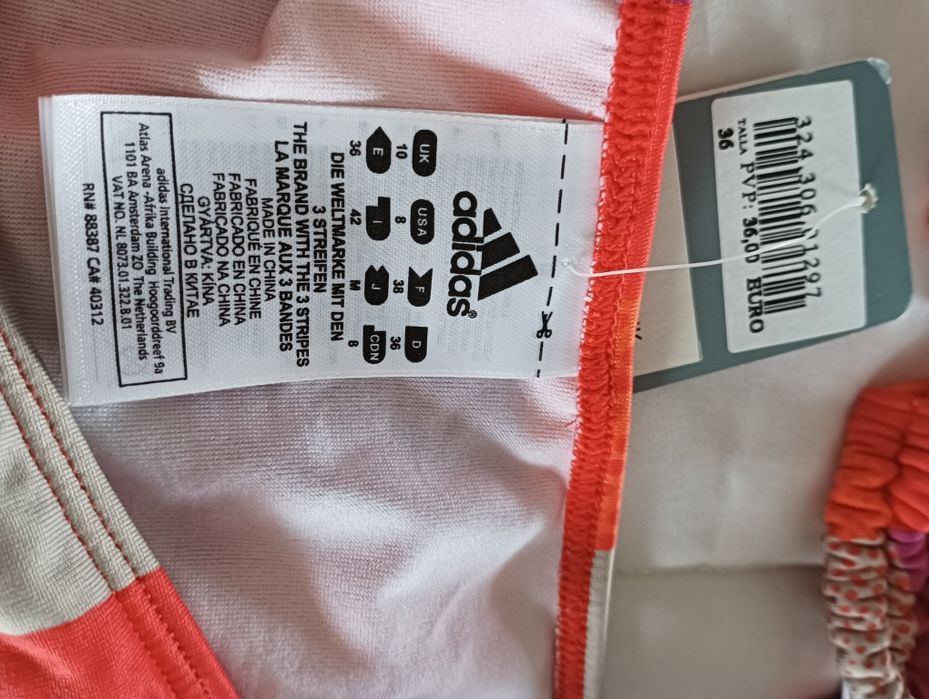 adidas®
UK USA F D
10 8 38 36
E I J CDN
36 42 M 8
DIE WELTMARKE MIT DEN
3 STREIFEN
THE BRAND WITH THE 3 STRIPES
LA MARQUE AUX 3 BANDES
MADE IN CHINA
FABRIQUÉ EN CHINE
FABRICADO EN CHINA
FABRICADO NA CHINA
GYÁRTVA: KÍNA
СДЕЛАНО В КИТАЕ
adidas International Trading BV
Atlas Arena -Afrika Building Hoogoorddreef 9a
1101 BA Amsterdam ZO The Netherlands
VAT NO. NL 8073.01.322.B.01
RN# 88387 CA# 40312
TALLA PVP: 36,00 EURO
36